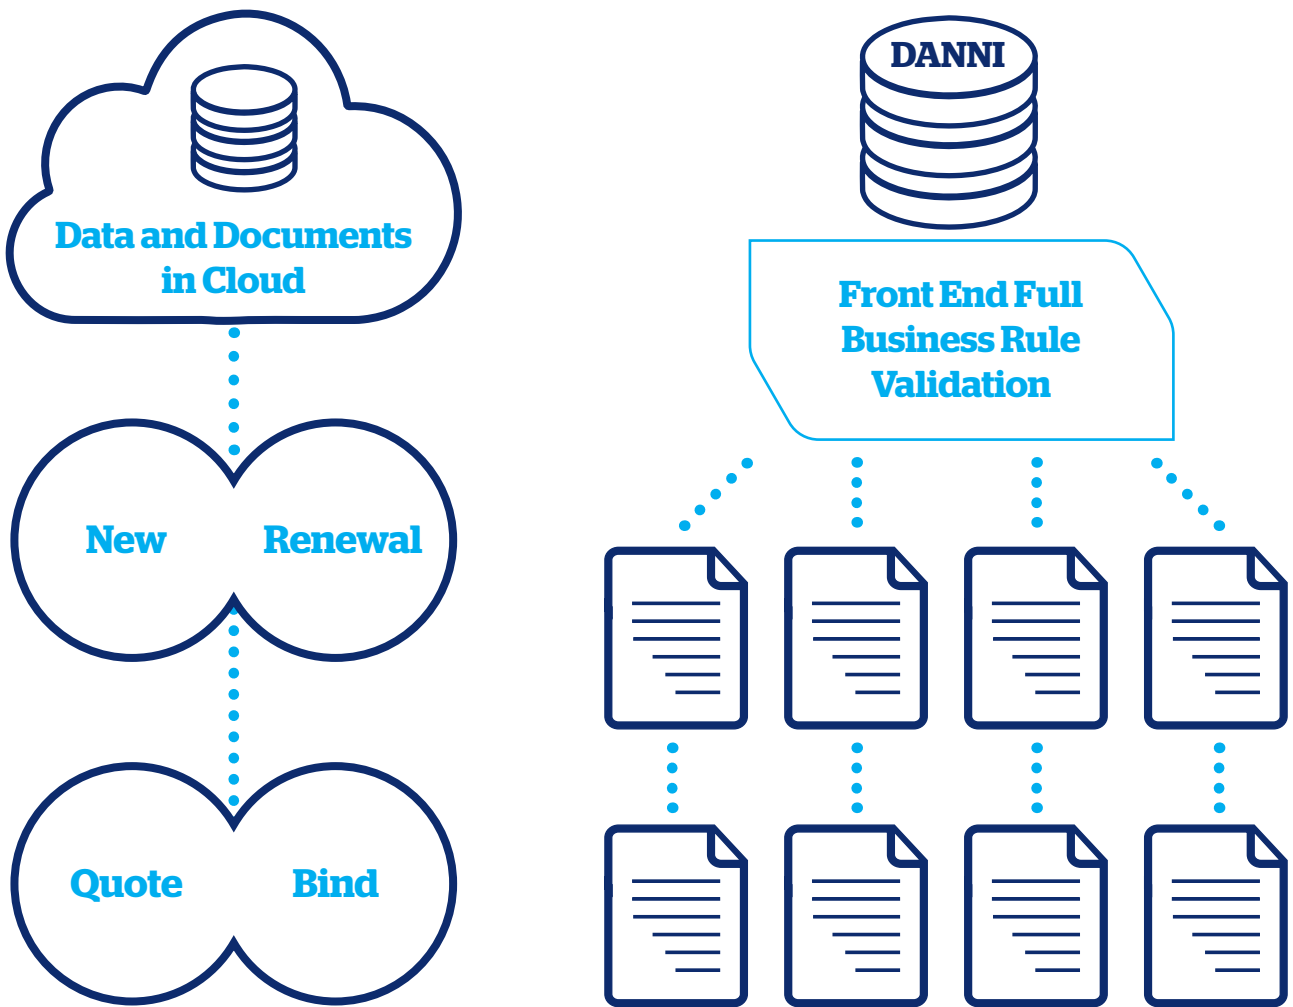 Data and Documents
in Cloud
New
Renewal
Quote
Bind
DANNI
Front End Full
Business Rule
Validation